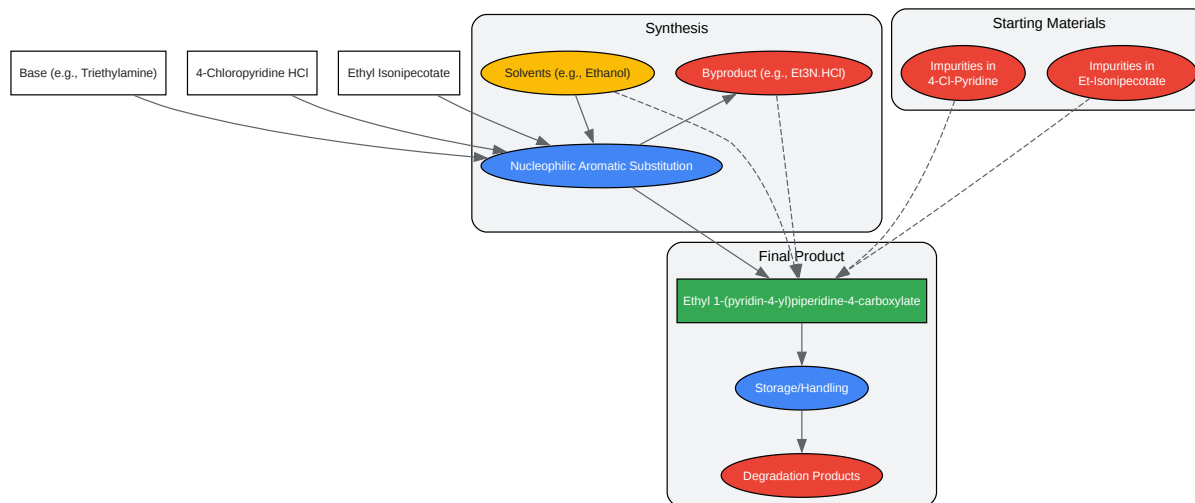 Synthesis
Starting Materials
Base (e.g., Triethylamine)
4-Chloropyridine HCl
Ethyl Isonipecotate
Solvents (e.g., Ethanol)
Byproduct (e.g., Et3N.HCl)
Impurities in
4-Cl-Pyridine
Impurities in
Et-Isonipecotate
Nucleophilic Aromatic Substitution
Final Product
Ethyl 1-(pyridin-4-yl)piperidine-4-carboxylate
Storage/Handling
Degradation Products